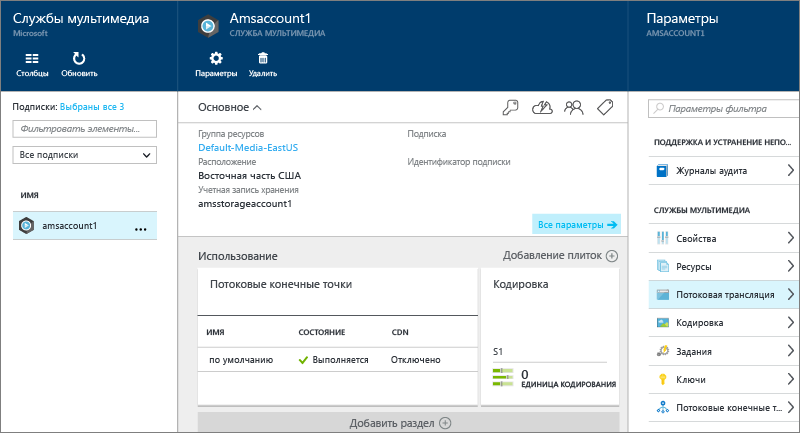 Службы мультимедиа
Microsoft
Столбцы
Обновить
Подписки: Выбраны все 3
Фильтровать элементы...
Все подписки
ИМЯ
amsaccount1
...
Amsaccount1
СЛУЖБА МУЛЬТИМЕДИА
Параметры
Удалить
Основное
Группа ресурсов
Default-Media-EastUS
Расположение
Восточная часть США
Учетная запись хранения
amsstorageaccount1
Подписка
Идентификатор подписки
Все параметры
Использование
Добавление плиток
Потоковые конечные точки
ИМЯ СОСТОЯНИЕ CDN
по умолчанию Выполняется Отключено
Кодировка
S1
0
ЕДИНИЦА КОДИРОВАНИЯ
Добавить раздел
Параметры
AMSACCOUNT1
Параметры фильтра
ПОДДЕРЖКА И УСТРАНЕНИЕ НЕПО...
Журналы аудита
СЛУЖБЫ МУЛЬТИМЕДИА
Свойства
Ресурсы
Потоковая трансляция
Кодировка
Задания
Ключи
Потоковые конечные т...